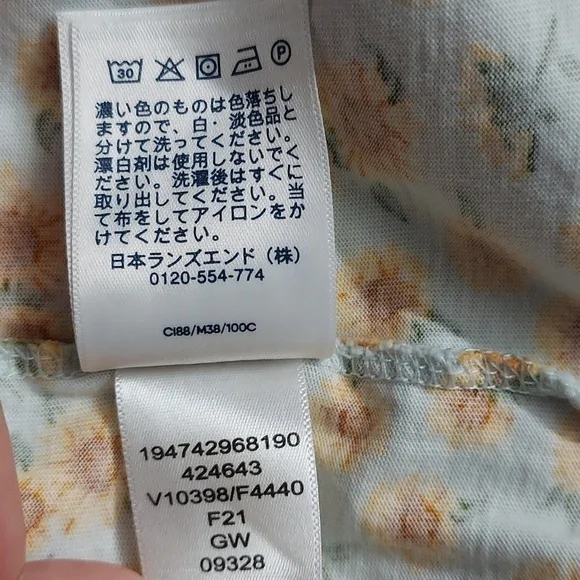 30 P
濃い色のものは色落ちし
ますので、白・淡色品と
分けて洗ってください。
漂白剤は使用しないでく
ださい。洗濯後はすぐに
取り出してください。当
て布をしてアイロンをか
けてください。
日本ランズエンド（株）
0120-554-774
C188/M38/100C
194742968190
424643
V10398/F4440
F21
GW
09328